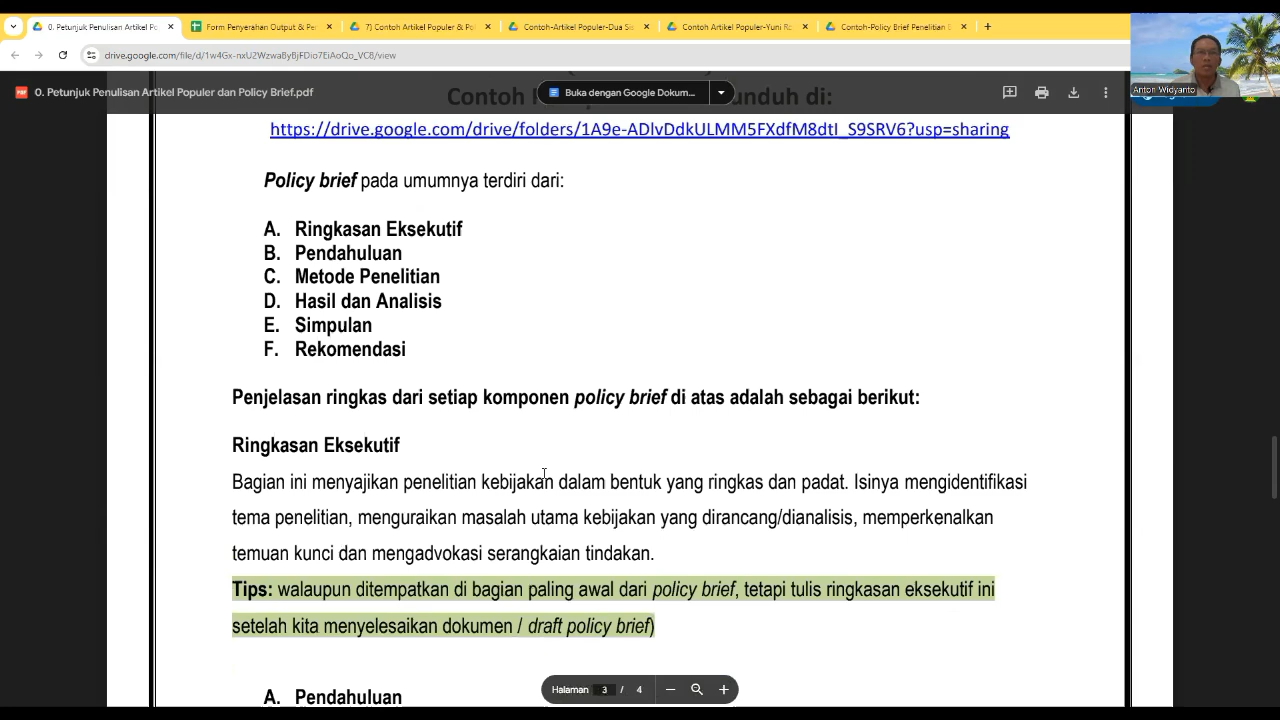 0. Petunjuk Penulisan Artikel Po
Form Penyerahan Output & Pe
7) Contoh Artikel Populer & Pol
Contoh-Artikel Populer-Dua Sis
Contoh Artikel Populer-Yuni Ro
Contoh-Policy Brief Penelitian D
drive.google.com/file/d/1w4Gx-nxU2WzwaByBjFDio7EiAoQo_VC8/view
Anton Widyanto
PDF
0. Petunjuk Penulisan Artikel Populer dan Policy Brief.pdf
Buka dengan Google Dokum...
Contoh
unduh di:
https://drive.google.com/drive/folders/1A9e-ADlvDdkULMM5FXdfM8dtI_S9SRV6?usp=sharing
Policy brief pada umumnya terdiri dari:
A. Ringkasan Eksekutif
B. Pendahuluan
C. Metode Penelitian
D. Hasil dan Analisis
E. Simpulan
F. Rekomendasi
Penjelasan ringkas dari setiap komponen policy brief di atas adalah sebagai berikut:
Ringkasan Eksekutif
Bagian ini menyajikan penelitian kebijakan dalam bentuk yang ringkas dan padat. Isinya mengidentifikasi
tema penelitian, menguraikan masalah utama kebijakan yang dirancang/dianalisis, memperkenalkan
temuan kunci dan mengadvokasi serangkaian tindakan.
Tips: walaupun ditempatkan di bagian paling awal dari policy brief, tetapi tulis ringkasan eksekutif ini
setelah kita menyelesaikan dokumen / draft policy brief)
A. Pendahuluan
Halaman 3 / 4